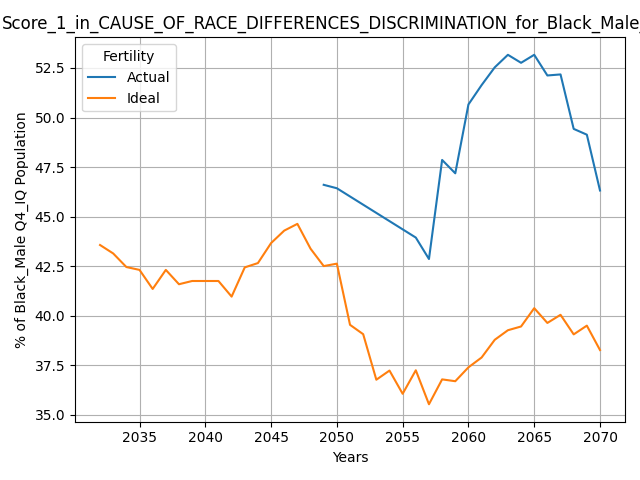 Score_1_in_CAUSE_OF_RACE_DIFFERENCES_DISCRIMINATION_for_Black_Male_
Fertility
Actual
Ideal
% of Black_Male Q4_IQ Population
52.5
50.0
47.5
45.0
42.5
40.0
37.5
35.0
2035 2040 2045 2050 2055 2060 2065 2070
Years